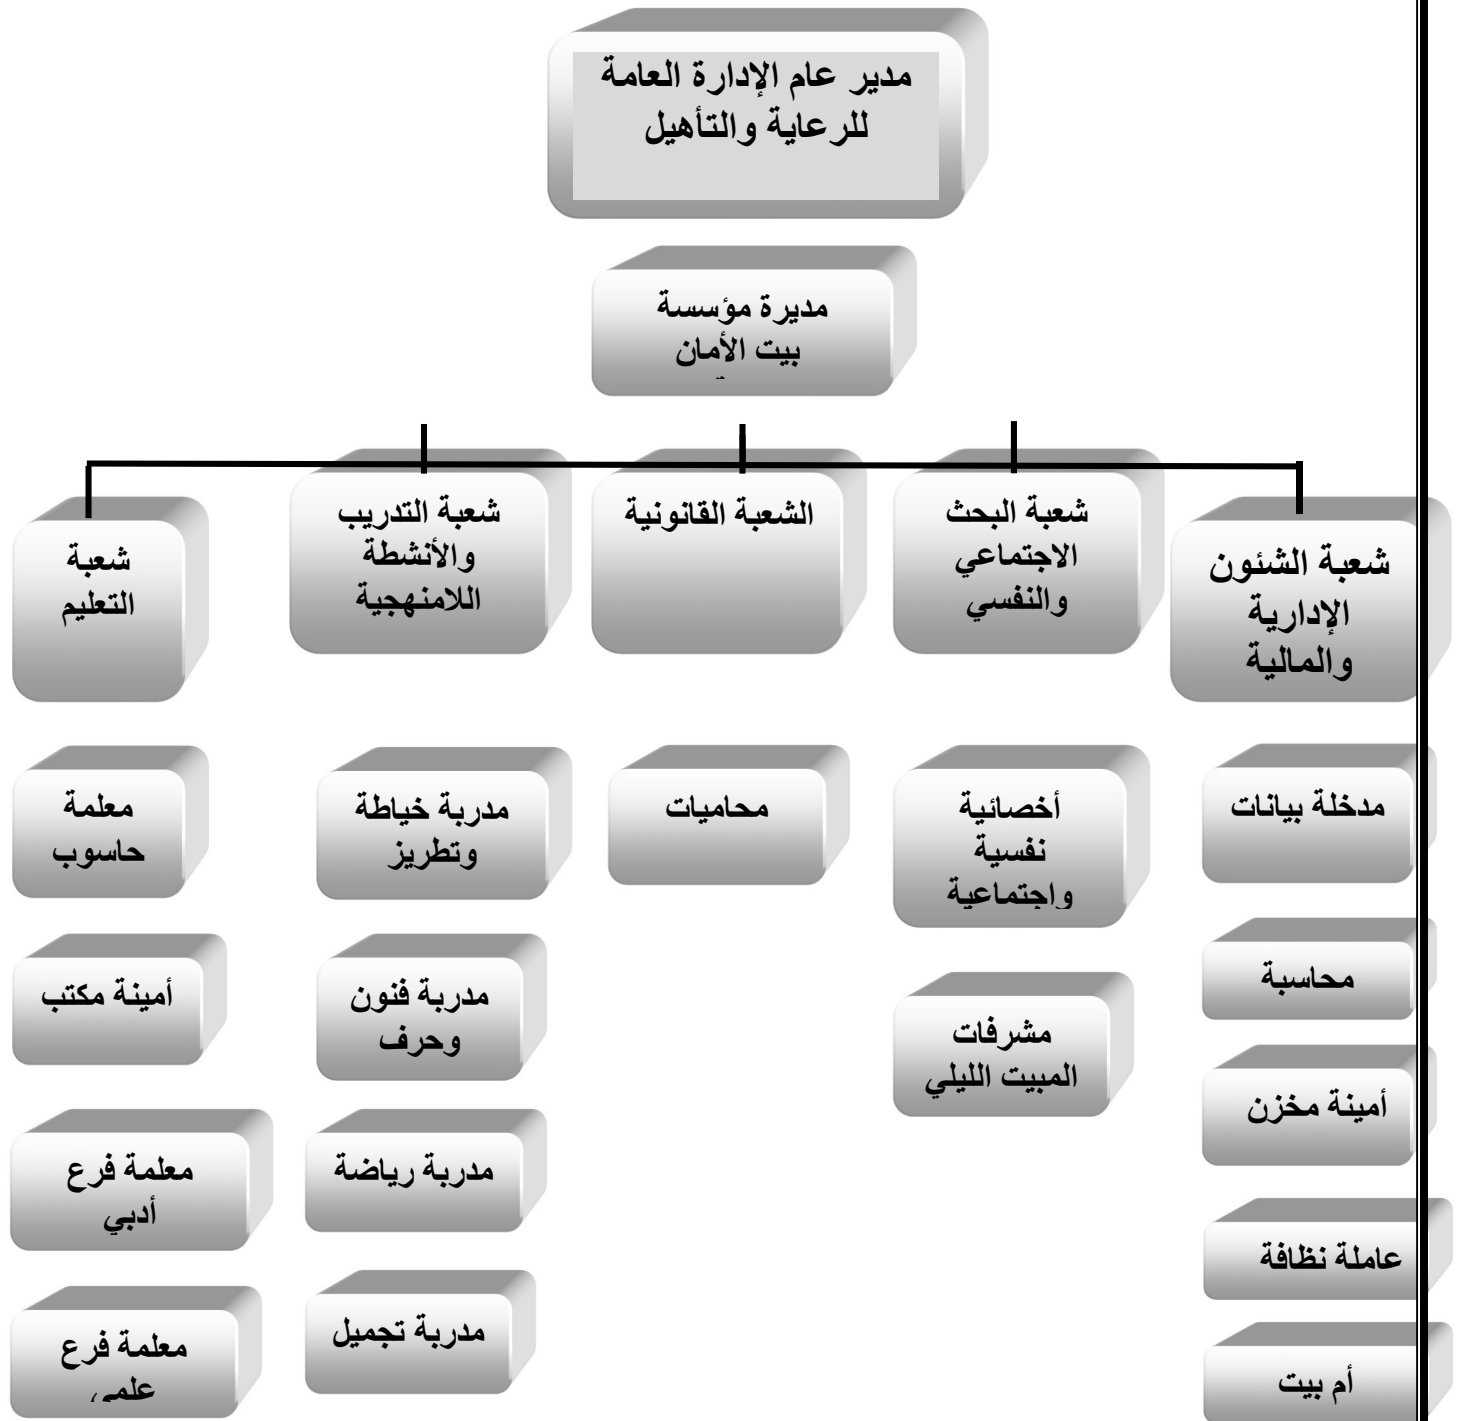 مدير عام الإدارة العامة
للرعاية والتأهيل
مديرة مؤسسة
بيت الأمان
شعبة الشئون
الإدارية
والمالية
شعبة البحث
الاجتماعي
والنفسي
الشعبة القانونية
شعبة التدريب
والأنشطة
اللامنهجية
شعبة
التعليم
مدخلة بيانات
أخصائية
نفسية
واجتماعية
محاميات
مدربة خياطة
وتطريز
معلمة
حاسوب
محاسبة
مشرفات
المبيت الليلي
مدربة فنون
وحرف
أمينة مكتب
أمينة مخزن
مدربة رياضة
معلمة فرع
أدبي
عاملة نظافة
مدربة تجميل
معلمة فرع
علمي
أم بيت